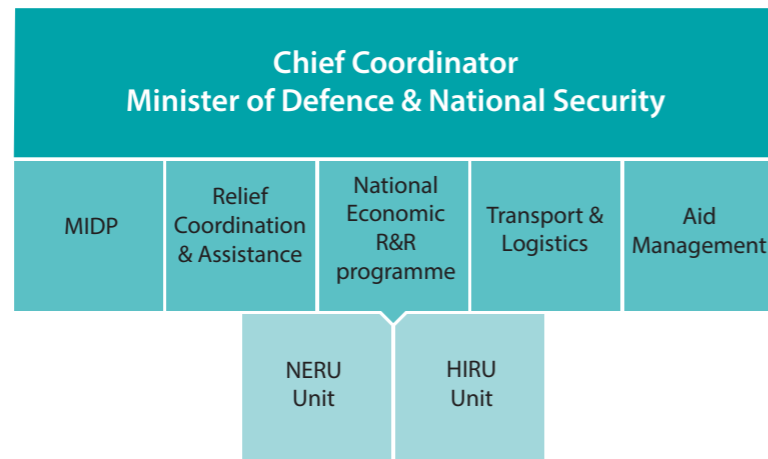 Chief Coordinator
Minister of Defence & National Security
MIDP
Relief
Coordination
& Assistance
National
Economic
R&R
programme
Transport &
Logistics
Aid
Management
NERU
Unit
HIRU
Unit